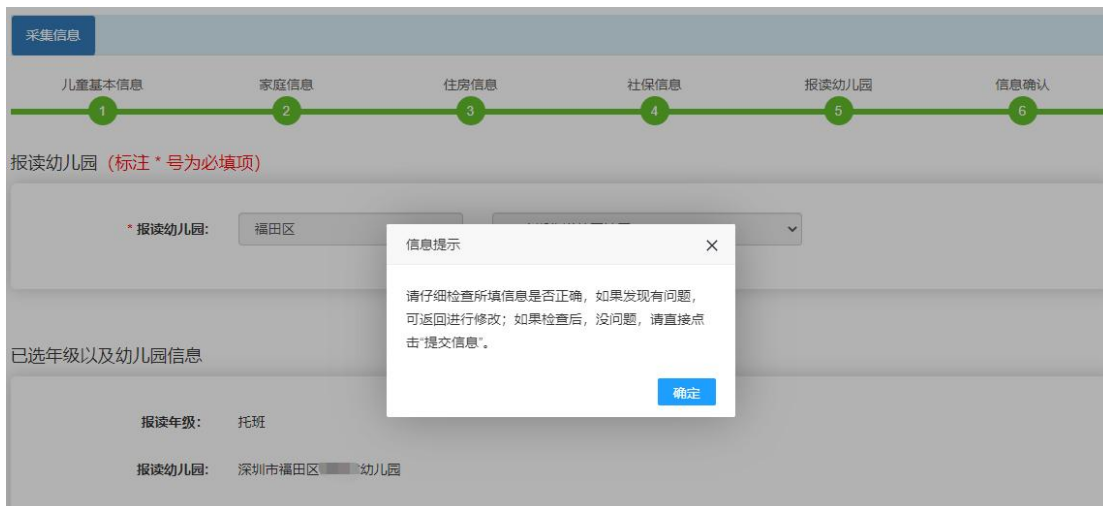 采集信息
儿童基本信息 家庭信息 住房信息 社保信息 报读幼儿园 信息确认
1 2 3 4 5 6
报读幼儿园（标注 * 号为必填项）
* 报读幼儿园: 福田区
信息提示
请仔细检查所填信息是否正确，如果发现有问题，
可返回进行修改；如果检查后，没问题，请直接点
击“提交信息”。
确定
已选年级以及幼儿园信息
报读年级: 托班
报读幼儿园: 深圳市福田区 幼儿园